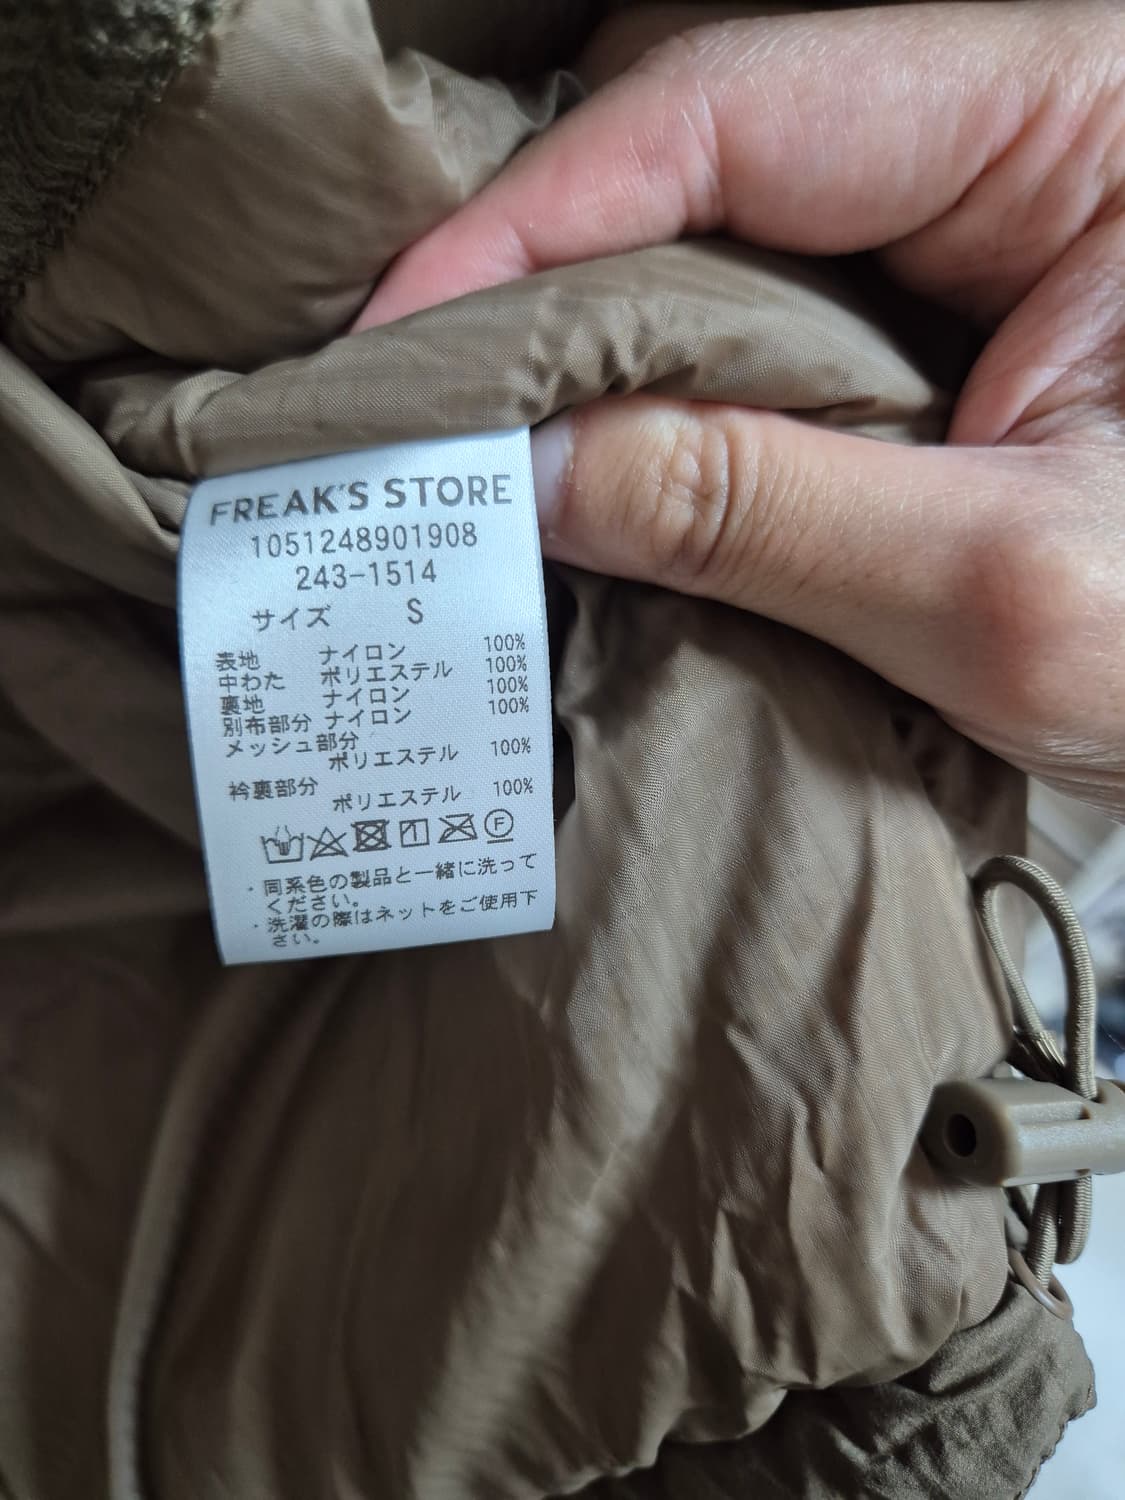 FREAK'S STORE
1051248901908
243-1514
サイズ S
表地 ナイロン 100%
中わた ポリエステル 100%
裏地 ナイロン 100%
別布部分 ナイロン 100%
メッシュ部分
ポリエステル 100%
衿裏部分
ポリエステル 100%
F
・同系色の製品と一緒に洗って
ください。
・洗濯の際はネットをご使用下
さい。